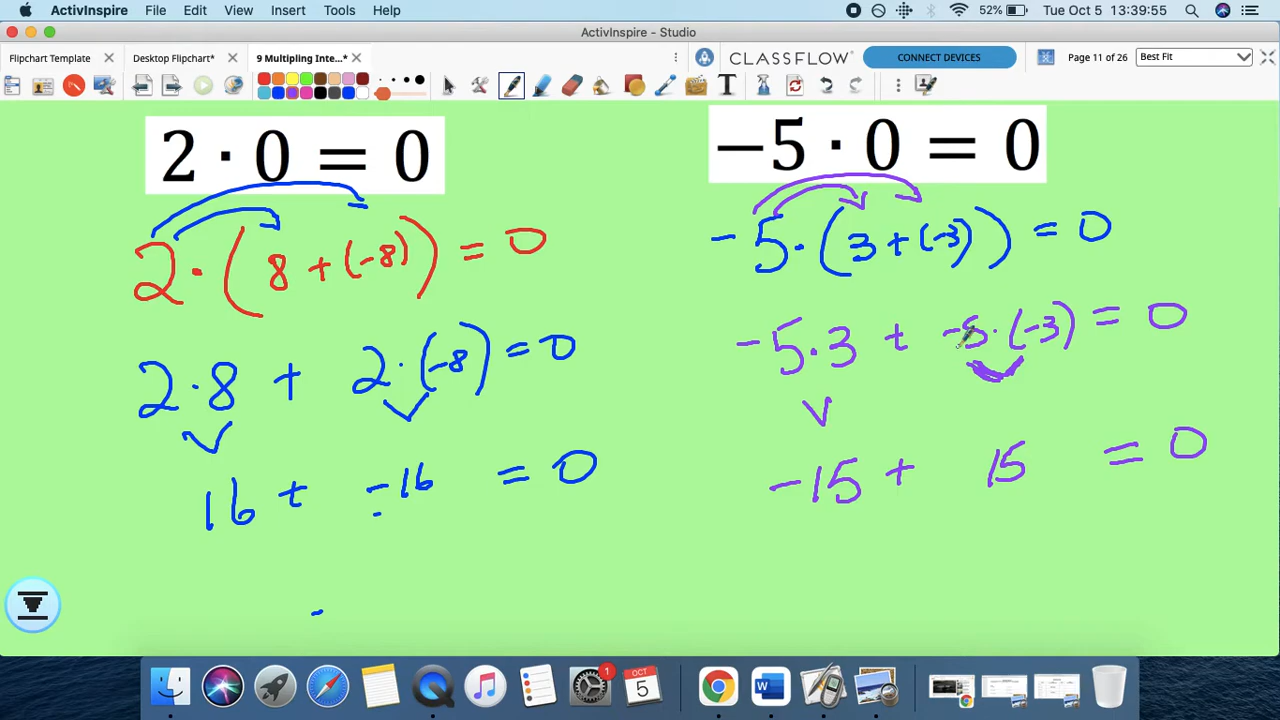 ActivInspire File Edit View Insert Tools Help 52% Tue Oct 5 13:39:55
ActivInspire - Studio
Flipchart Template Desktop Flipchart* 9 Multipling Inte...* CLASSFLOW CONNECT DEVICES Page 11 of 26 Best Fit
2 · 0 = 0
2·(8+(-8))=0
2·8 + 2·(-8)=0
16 + -16 = 0
−5 · 0 = 0
-5·(3+(-3))=0
-5·3 + -5·(-3)=0
-15 + 15 = 0
1
OCT
5